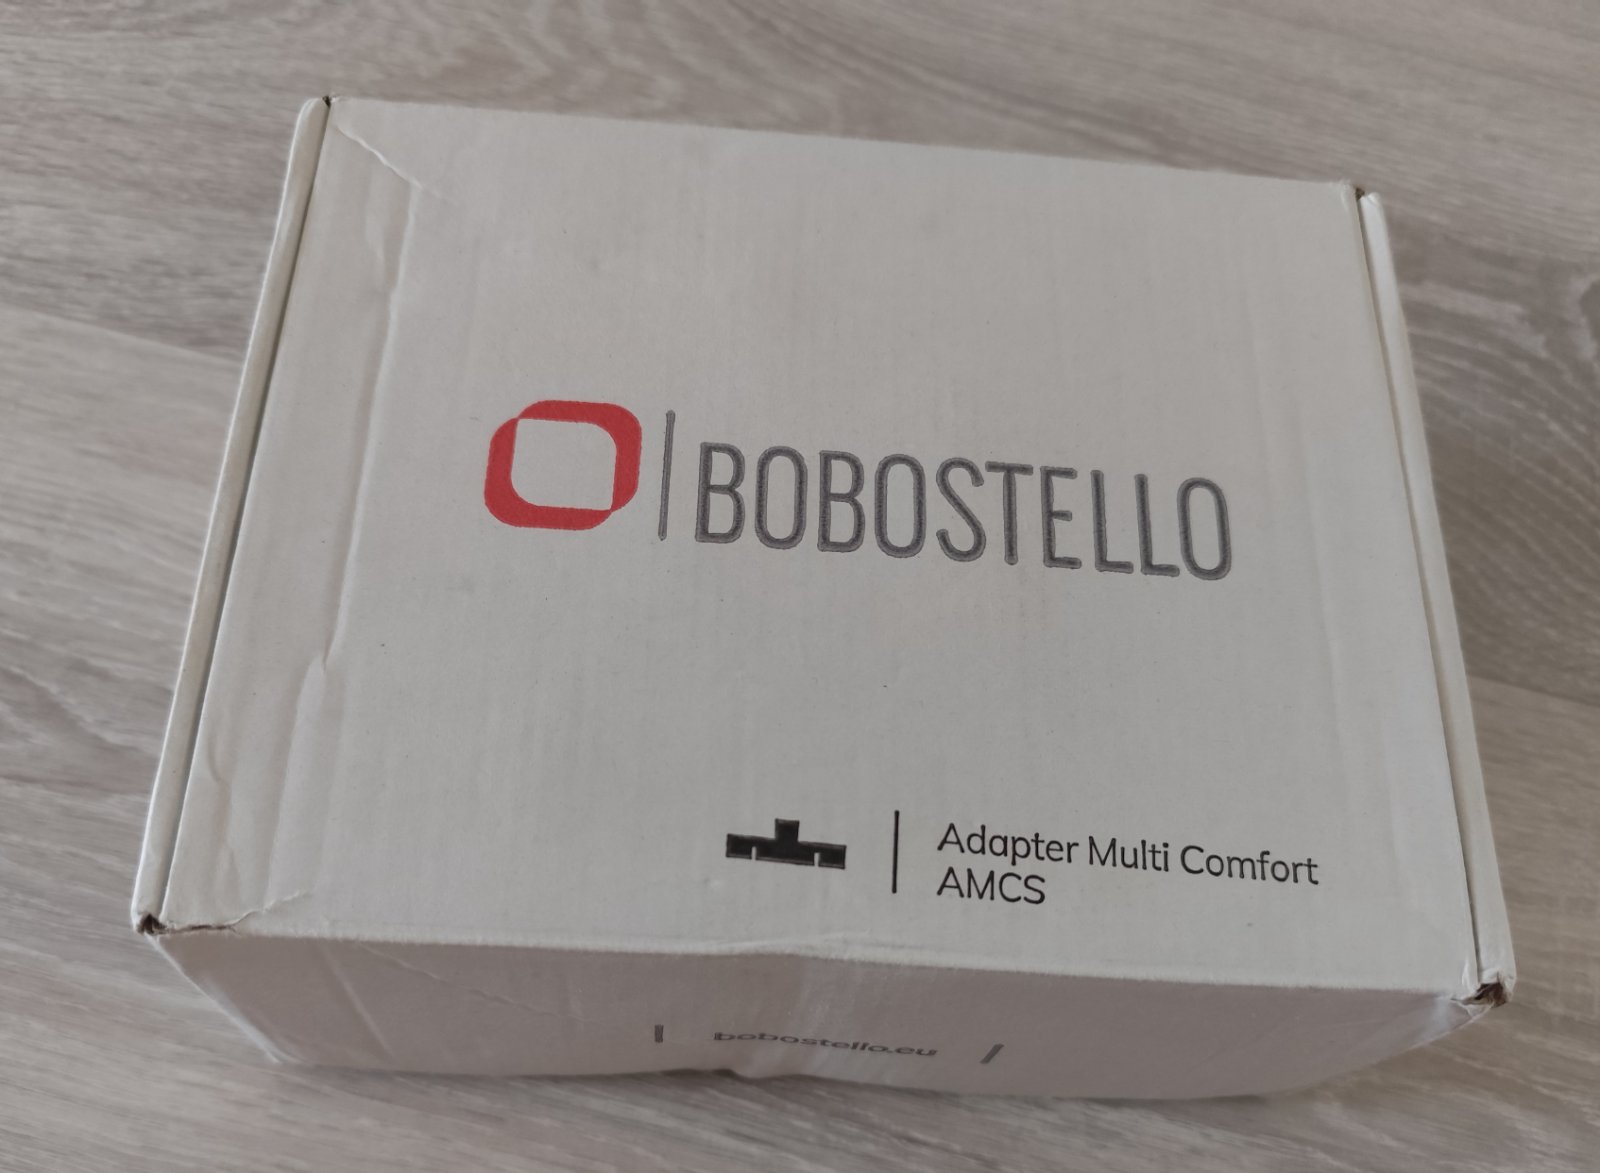 BOBOSTELLO
Adapter Multi Comfort
AMCS
bobostello.eu